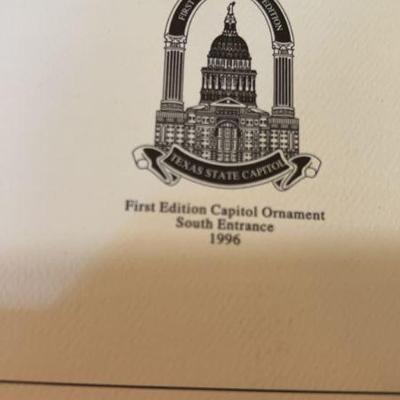 FIRST EDITION
TEXAS STATE CAPITOL
First Edition Capitol Ornament
South Entrance
1996